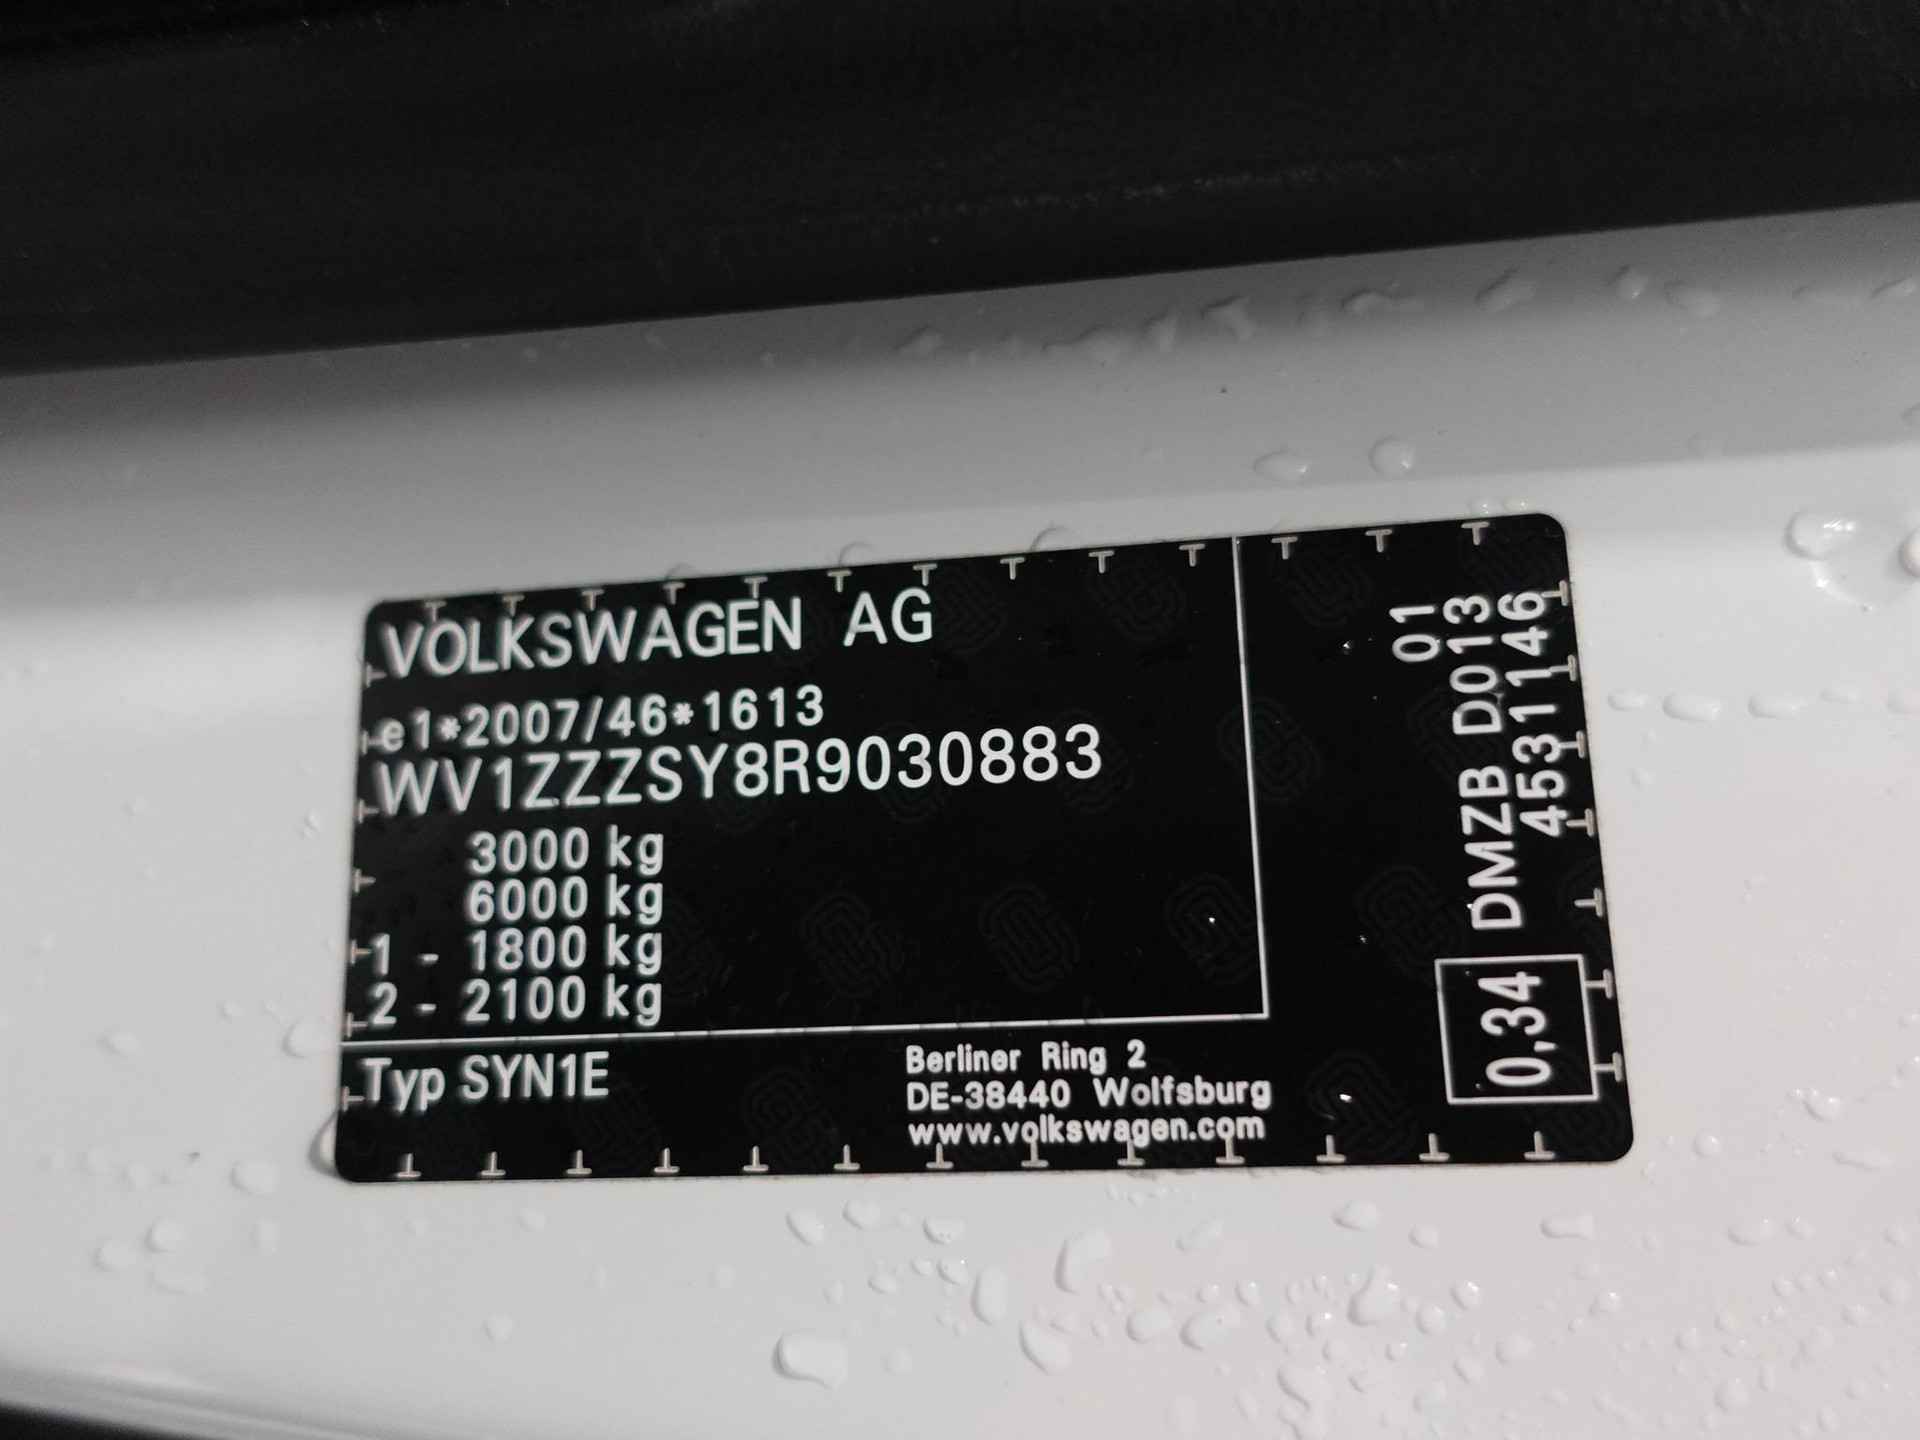 VOLKSWAGEN AG
e1*2007/46*1613
WV1ZZZSY8R9030883
3000 kg
6000 kg
1 - 1800 kg
2 - 2100 kg
Typ SYN1E
Berliner Ring 2
DE-38440 Wolfsburg
www.volkswagen.com
01
DMZB D013
4531146
0,34